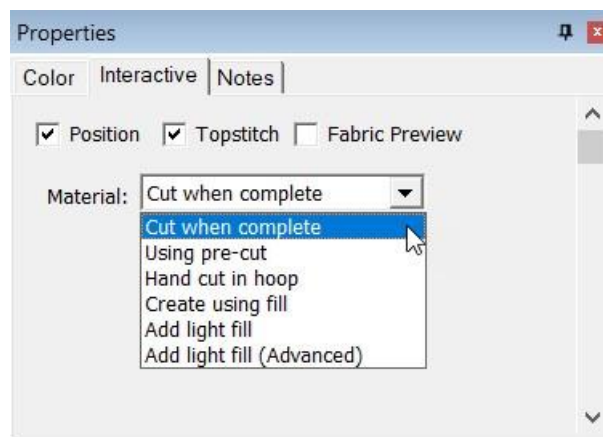 Properties
Color Interactive Notes
Position Topstitch Fabric Preview
Material: Cut when complete
Cut when complete
Using pre-cut
Hand cut in hoop
Create using fill
Add light fill
Add light fill (Advanced)